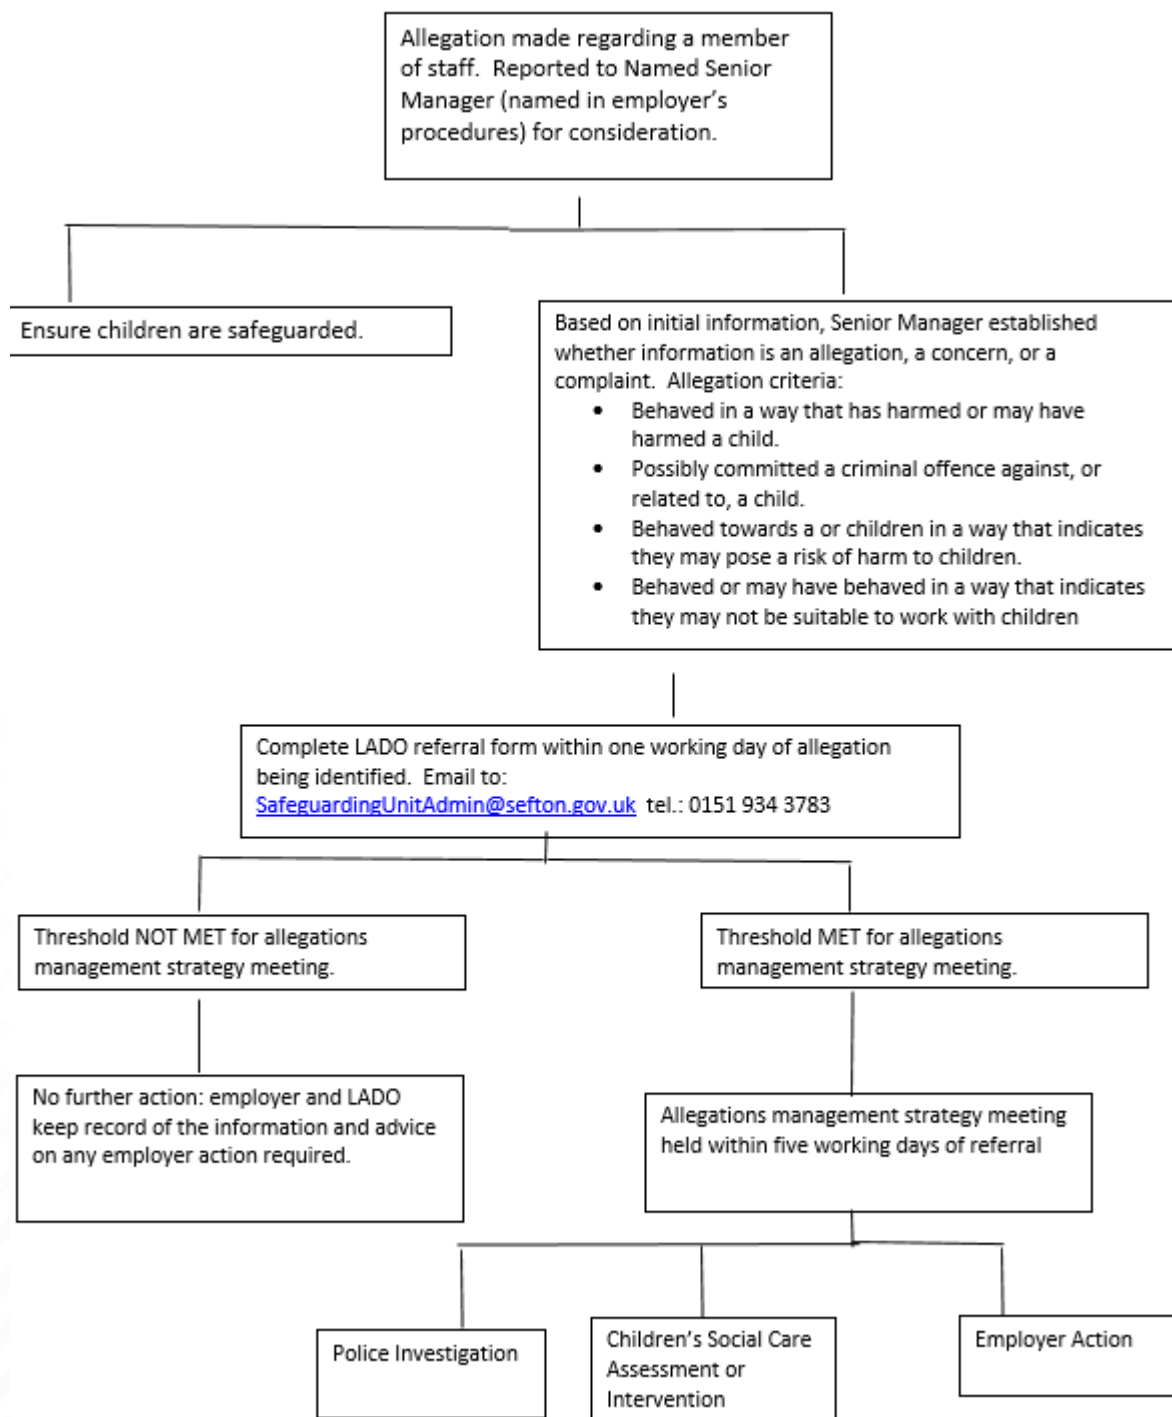 Allegation made regarding a member
of staff.  Reported to Named Senior
Manager (named in employer's
procedures) for consideration.
Ensure children are safeguarded.
Based on initial information, Senior Manager established
whether information is an allegation, a concern, or a
complaint.  Allegation criteria:
• Behaved in a way that has harmed or may have
harmed a child.
• Possibly committed a criminal offence against, or
related to, a child.
• Behaved towards a or children in a way that indicates
they may pose a risk of harm to children.
• Behaved or may have behaved in a way that indicates
they may not be suitable to work with children
Complete LADO referral form within one working day of allegation
being identified.  Email to:
SafeguardingUnitAdmin@sefton.gov.uk  tel.: 0151 934 3783
Threshold NOT MET for allegations
management strategy meeting.
Threshold MET for allegations
management strategy meeting.
No further action: employer and LADO
keep record of the information and advice
on any employer action required.
Allegations management strategy meeting
held within five working days of referral
Police Investigation
Children's Social Care
Assessment or
Intervention
Employer Action